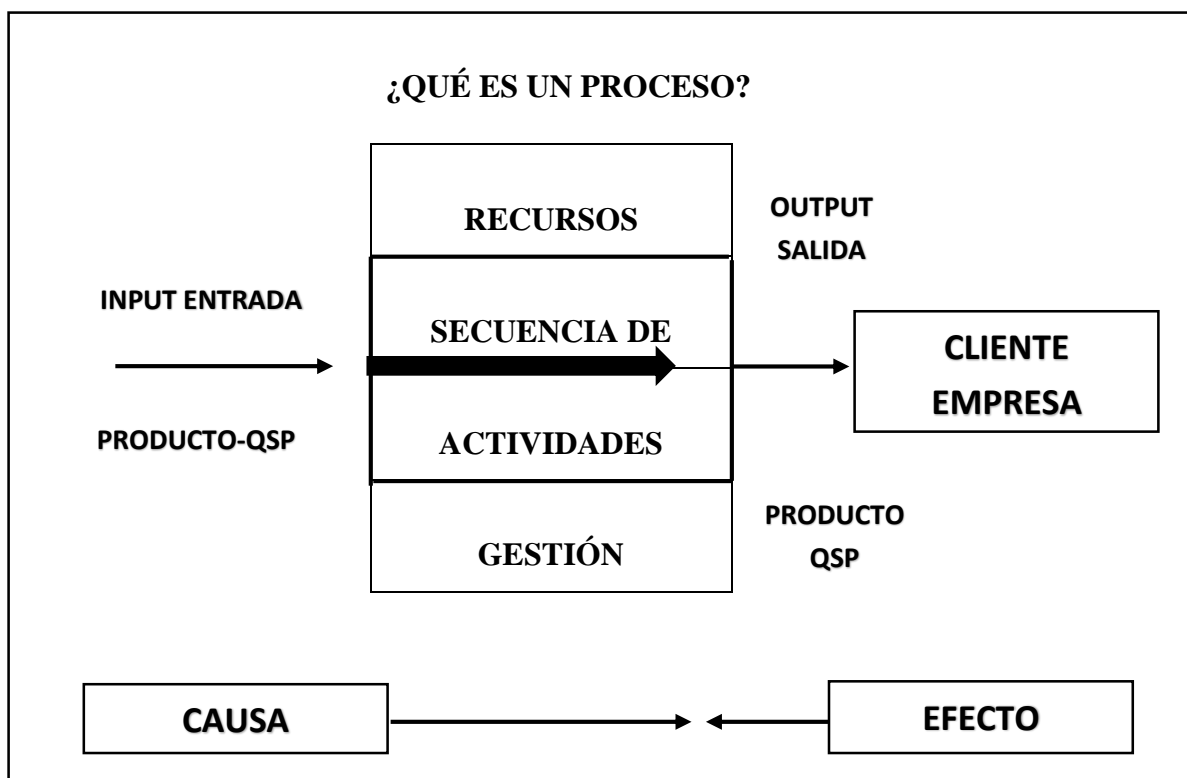 ¿QUÉ ES UN PROCESO?
INPUT ENTRADA
PRODUCTO-QSP
RECURSOS
SECUENCIA DE
ACTIVIDADES
GESTIÓN
OUTPUT
SALIDA
CLIENTE
EMPRESA
PRODUCTO
QSP
CAUSA
EFECTO